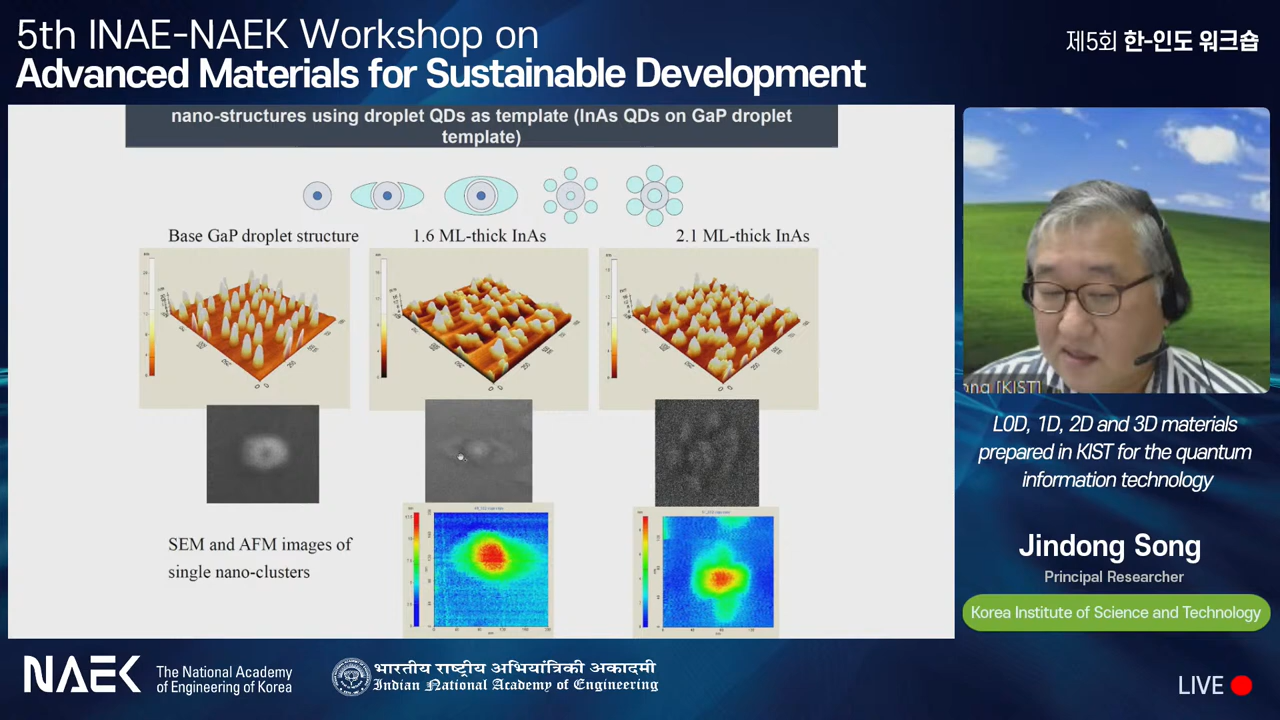 5th INAE-NAEK Workshop on
Advanced Materials for Sustainable Development
제5회 한-인도 워크숍
nano-structures using droplet QDs as template (InAs QDs on GaP droplet
template)
Base GaP droplet structure
1.6 ML-thick InAs
2.1 ML-thick InAs
SEM and AFM images of
single nano-clusters
[KIST]
L0D, 1D, 2D and 3D materials
prepared in KIST for the quantum
information technology
Jindong Song
Principal Researcher
Korea Institute of Science and Technology
NAEK
The National Academy
of Engineering of Korea
भारतीय राष्ट्रीय अभियांत्रिकी अकादमी
Indian National Academy of Engineering
LIVE